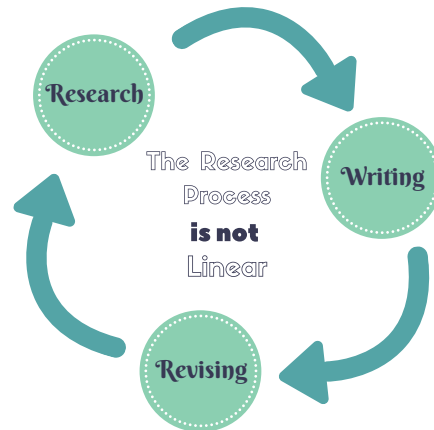 Research
Writing
The Research
Process
is not
Linear
Revising